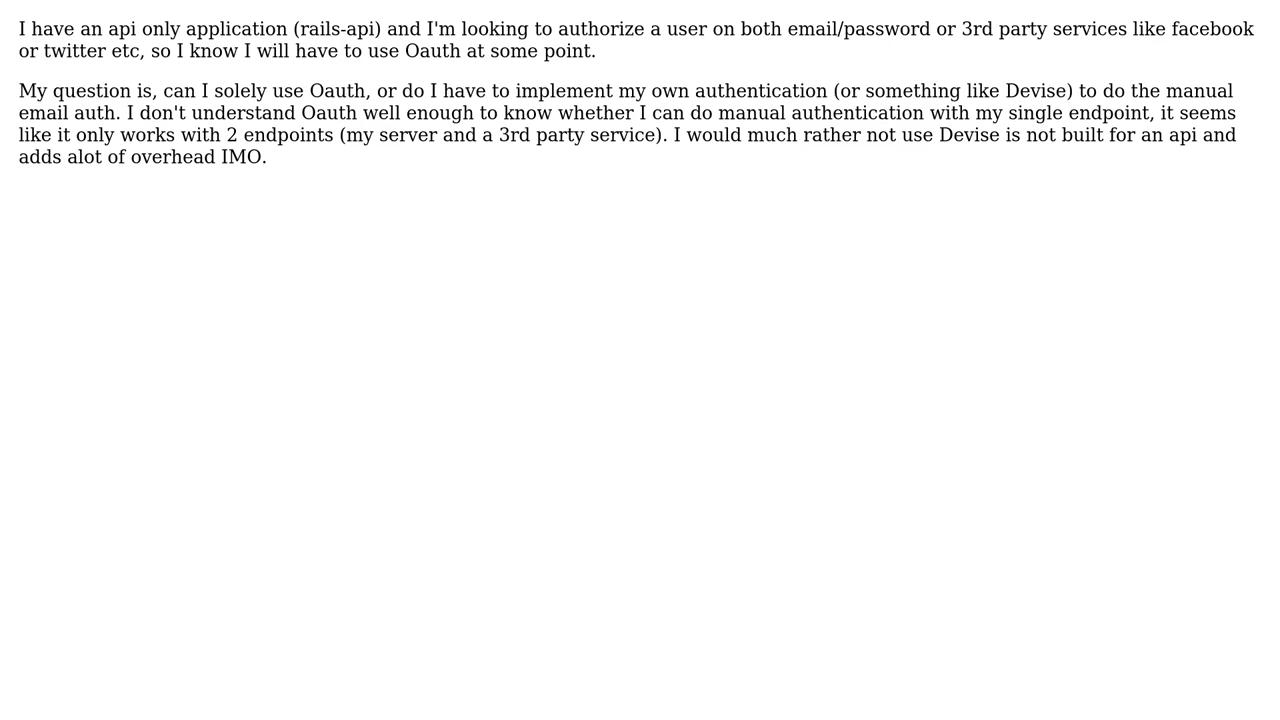 I have an api only application (rails-api) and I'm looking to authorize a user on both email/password or 3rd party services like facebook
or twitter etc, so I know I will have to use Oauth at some point.
My question is, can I solely use Oauth, or do I have to implement my own authentication (or something like Devise) to do the manual
email auth. I don't understand Oauth well enough to know whether I can do manual authentication with my single endpoint, it seems
like it only works with 2 endpoints (my server and a 3rd party service). I would much rather not use Devise is not built for an api and
adds alot of overhead IMO.